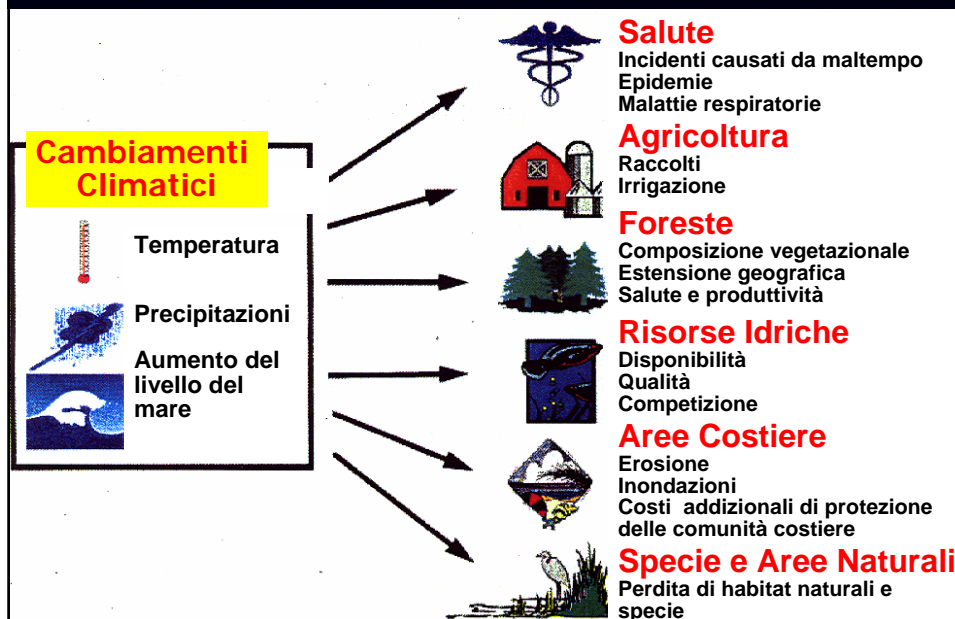 Cambiamenti
Climatici
Temperatura
Precipitazioni
Aumento del
livello del
mare
Salute
Incidenti causati da maltempo
Epidemie
Malattie respiratorie
Agricoltura
Raccolti
Irrigazione
Foreste
Composizione vegetazionale
Estensione geografica
Salute e produttività
Risorse Idriche
Disponibilità
Qualità
Competizione
Aree Costiere
Erosione
Inondazioni
Costi addizionali di protezione
delle comunità costiere
Specie e Aree Naturali
Perdita di habitat naturali e
specie